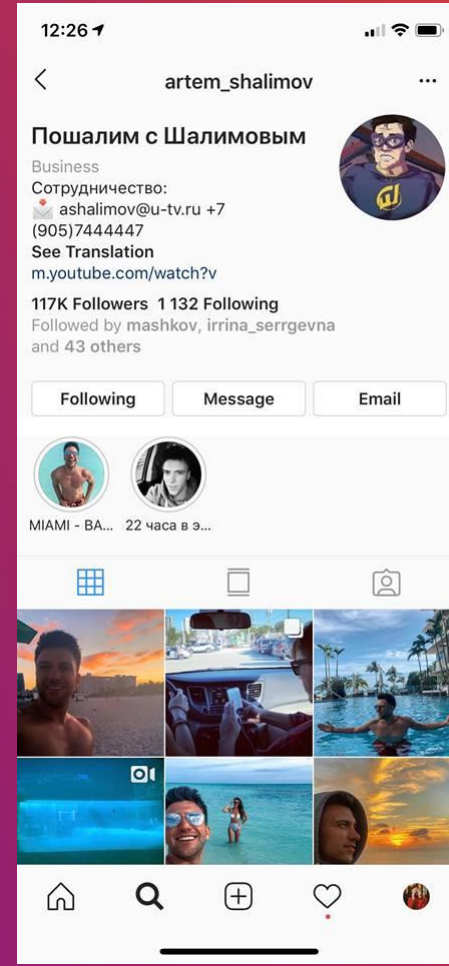 12:26
artem_shalimov
Пошалим с Шалимовым
Business
Сотрудничество:
📩 ashalimov@u-tv.ru +7
(905)7444447
See Translation
m.youtube.com/watch?v
117K Followers 1 132 Following
Followed by mashkov, irrina_serrgevna
and 43 others
Following Message Email
MIAMI - BA... 22 часа в э...